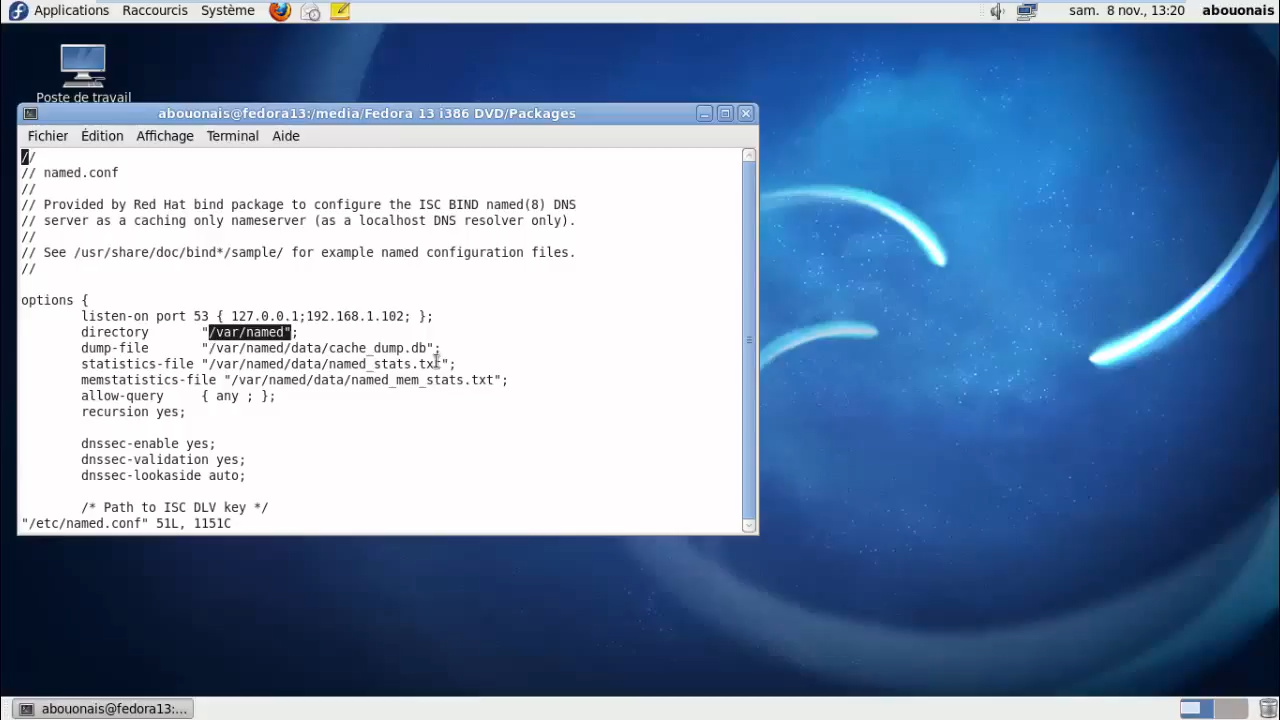 Applications Raccourcis Système sam. 8 nov., 13:20 abouonais
Poste de travail
abouonais@fedora13:/media/Fedora 13 i386 DVD/Packages
Fichier Édition Affichage Terminal Aide
//
// named.conf
//
// Provided by Red Hat bind package to configure the ISC BIND named(8) DNS
// server as a caching only nameserver (as a localhost DNS resolver only).
//
// See /usr/share/doc/bind*/sample/ for example named configuration files.
//
options {
listen-on port 53 { 127.0.0.1;192.168.1.102; };
directory "/var/named";
dump-file "/var/named/data/cache_dump.db";
statistics-file "/var/named/data/named_stats.txt";
memstatistics-file "/var/named/data/named_mem_stats.txt";
allow-query { any ; };
recursion yes;
dnssec-enable yes;
dnssec-validation yes;
dnssec-lookaside auto;
/* Path to ISC DLV key */
"/etc/named.conf" 51L, 1151C
abouonais@fedora13:...